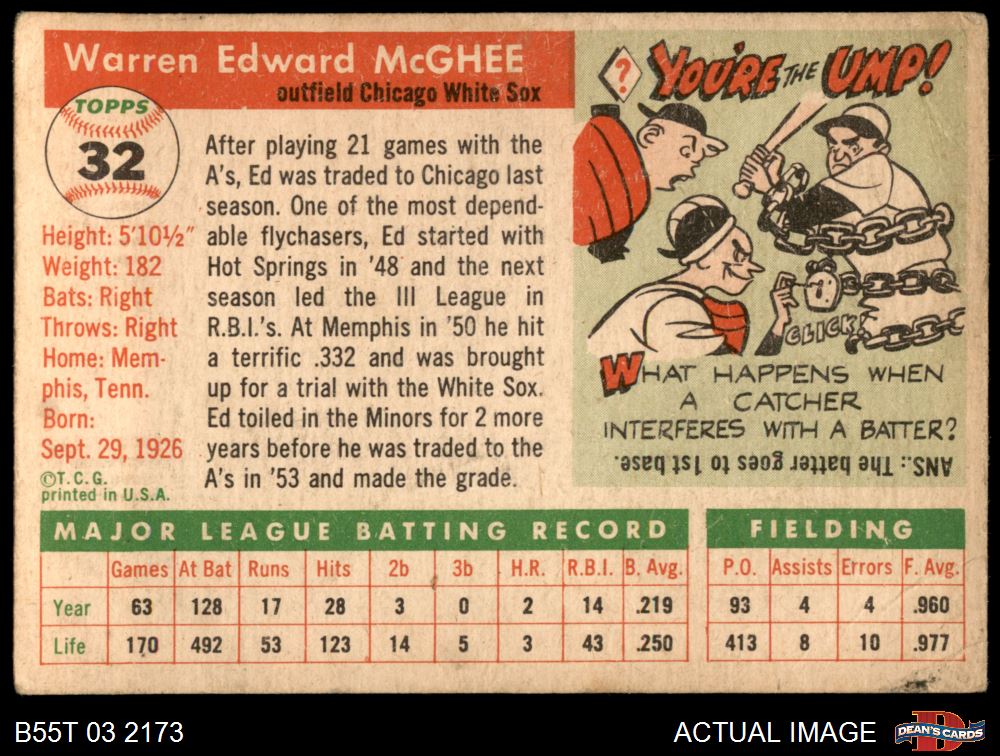 Warren Edward McGHEE
outfield Chicago White Sox
TOPPS
32
Height: 5'10½"
Weight: 182
Bats: Right
Throws: Right
Home: Mem-
phis, Tenn.
Born:
Sept. 29, 1926
©T. C. G.
printed in U.S.A.
After playing 21 games with the
A's, Ed was traded to Chicago last
season. One of the most depend-
able flychasers, Ed started with
Hot Springs in '48 and the next
season led the III League in
R.B.I.'s. At Memphis in '50 he hit
a terrific .332 and was brought
up for a trial with the White Sox.
Ed toiled in the Minors for 2 more
years before he was traded to the
A's in '53 and made the grade.
? YOU'RE THE UMP!
CLICK!
WHAT HAPPENS WHEN
A CATCHER
INTERFERES WITH A BATTER?
ANS.: The batter goes to 1st base.
MAJOR LEAGUE BATTING RECORD
Games At Bat Runs Hits 2b 3b H.R. R.B.I. B. Avg.
Year 63 128 17 28 3 0 2 14 .219
Life 170 492 53 123 14 5 3 43 .250
FIELDING
P.O. Assists Errors F. Avg.
93 4 4 .960
413 8 10 .977
B55T 03 2173
ACTUAL IMAGE
D
DEAN'S CARDS